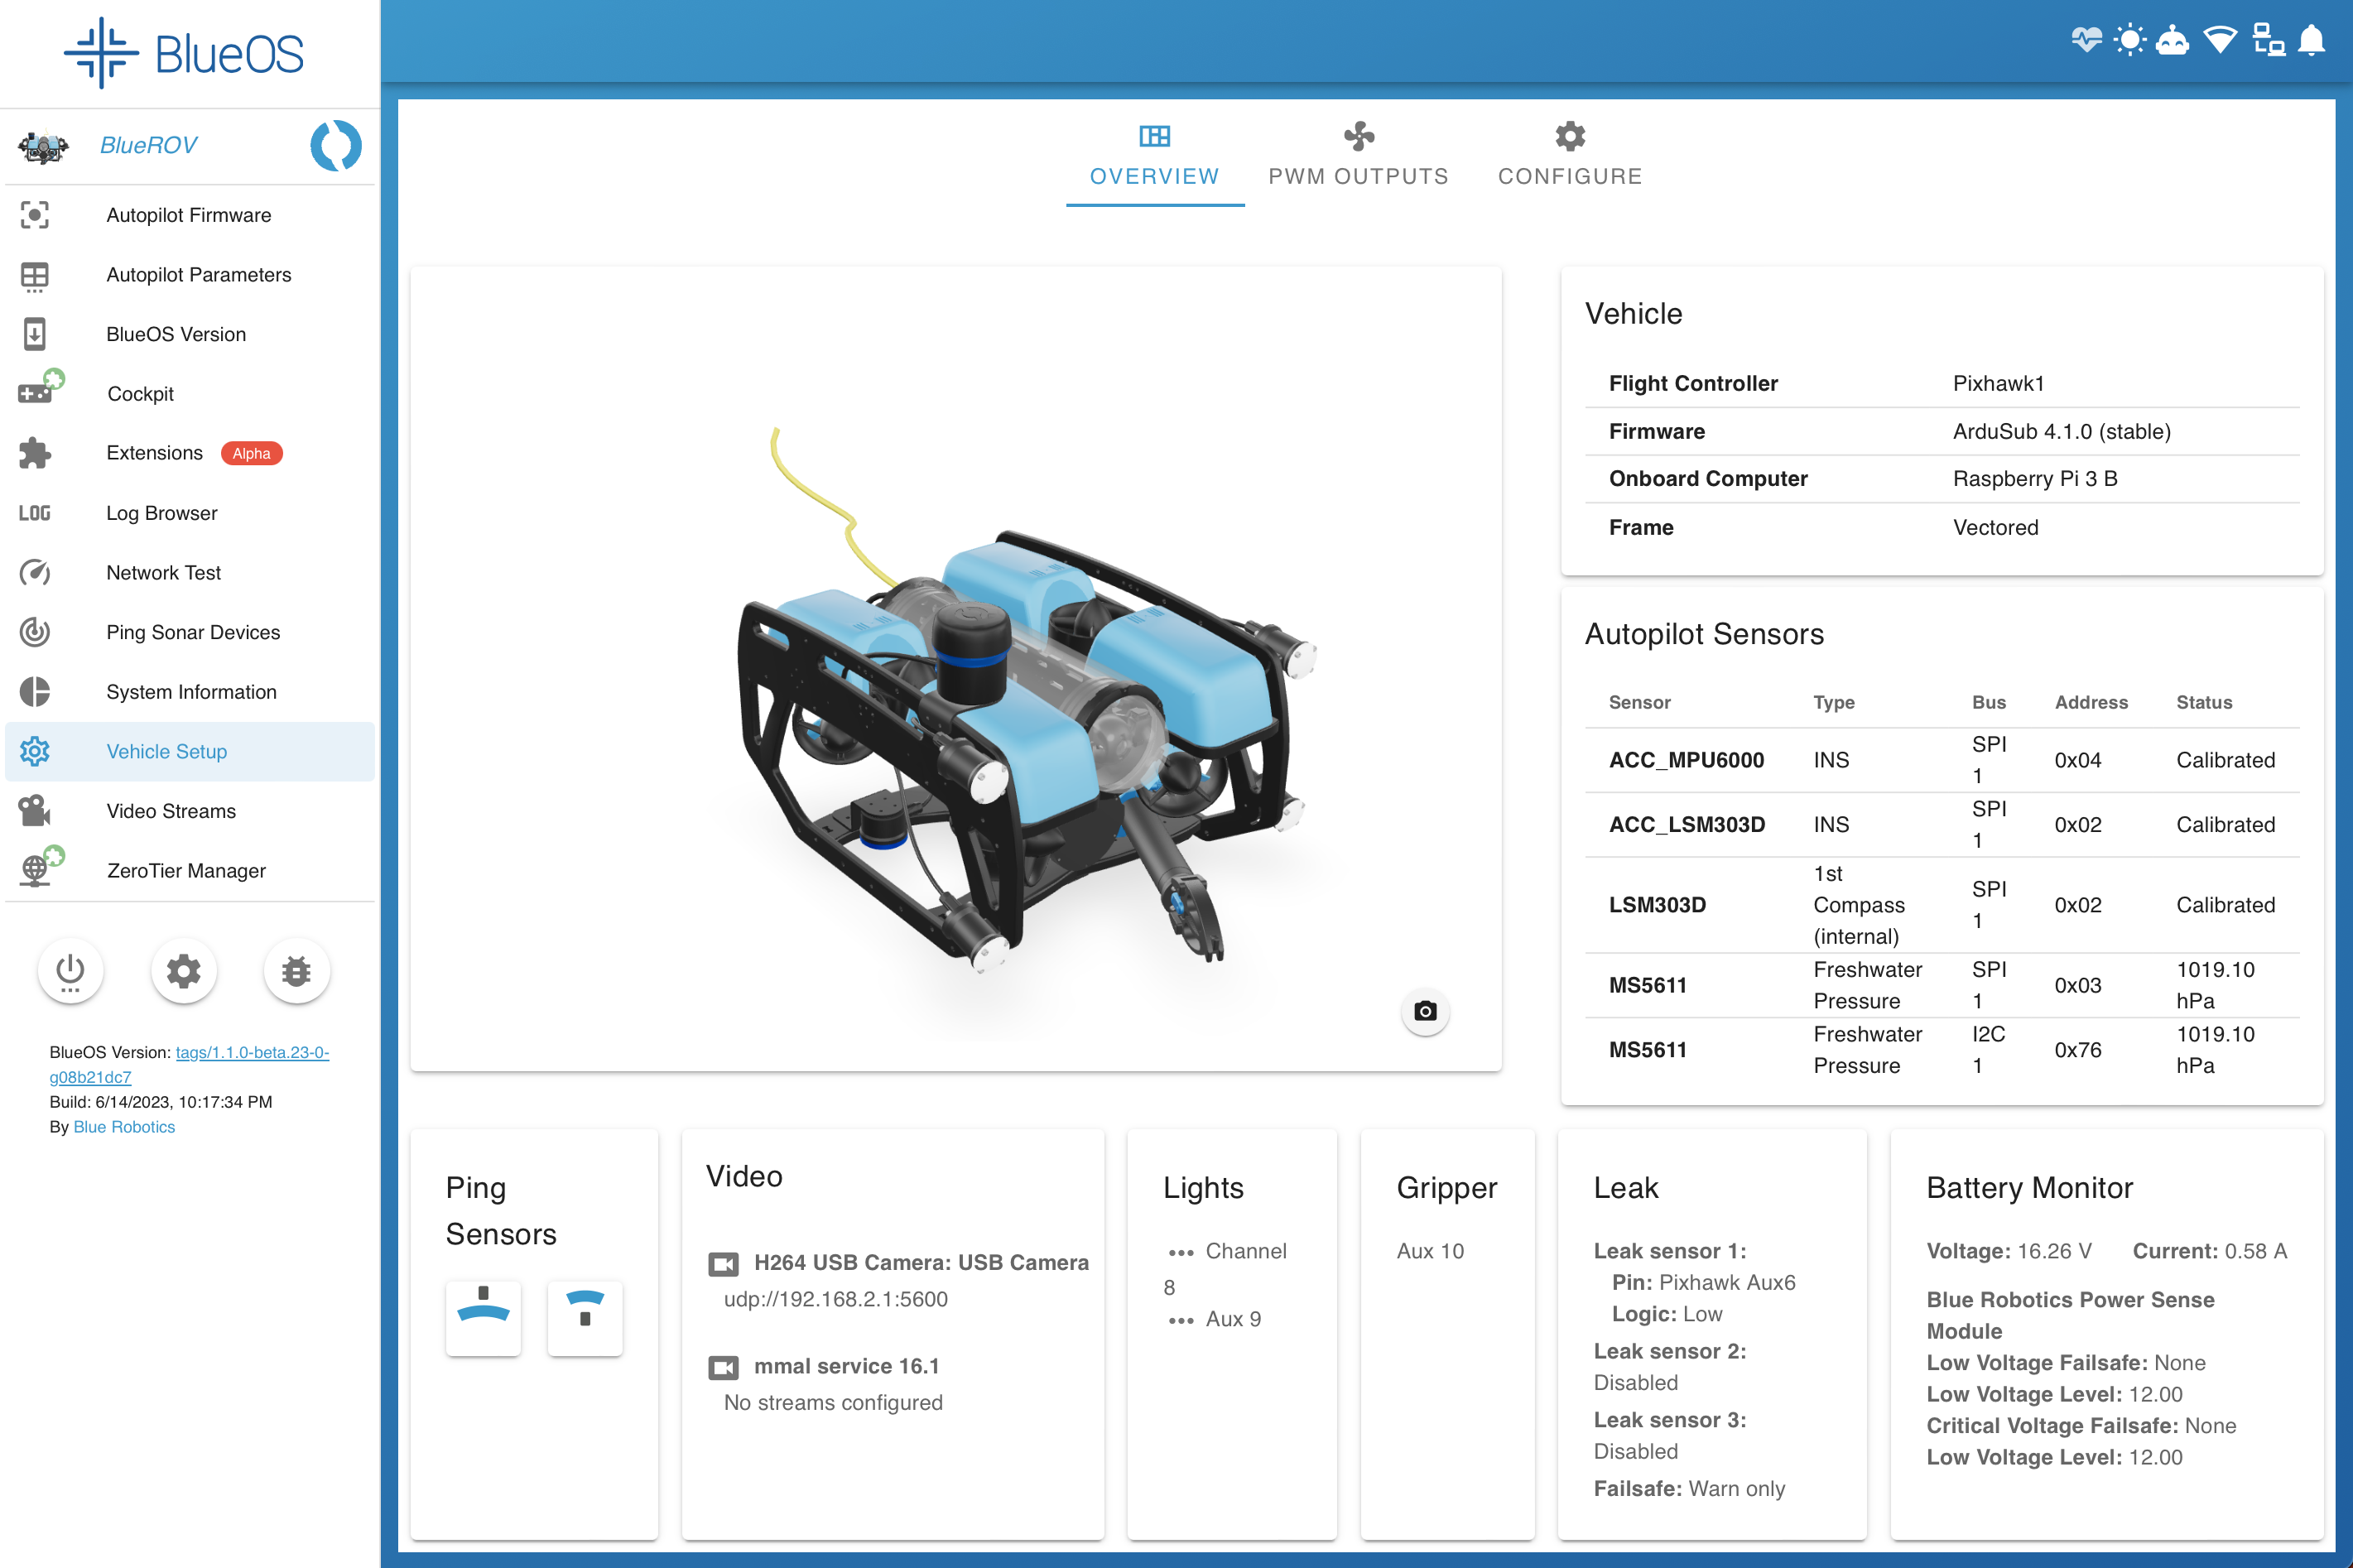 BlueOS
BlueROV
Autopilot Firmware
Autopilot Parameters
BlueOS Version
Cockpit
Extensions Alpha
LOG Log Browser
Network Test
Ping Sonar Devices
System Information
Vehicle Setup
Video Streams
ZeroTier Manager
BlueOS Version: tags/1.1.0-beta.23-0-
g08b21dc7
Build: 6/14/2023, 10:17:34 PM
By Blue Robotics
OVERVIEW PWM OUTPUTS CONFIGURE
Vehicle
Flight Controller Pixhawk1
Firmware ArduSub 4.1.0 (stable)
Onboard Computer Raspberry Pi 3 B
Frame Vectored
Autopilot Sensors
Sensor Type Bus Address Status
ACC_MPU6000 INS SPI 1 0x04 Calibrated
ACC_LSM303D INS SPI 1 0x02 Calibrated
LSM303D 1st Compass (internal) SPI 1 0x02 Calibrated
MS5611 Freshwater Pressure SPI 1 0x03 1019.10 hPa
MS5611 Freshwater Pressure I2C 1 0x76 1019.10 hPa
Ping
Sensors
Video
H264 USB Camera: USB Camera
udp://192.168.2.1:5600
mmal service 16.1
No streams configured
Lights
Channel
8
Aux 9
Gripper
Aux 10
Leak
Leak sensor 1:
Pin: Pixhawk Aux6
Logic: Low
Leak sensor 2:
Disabled
Leak sensor 3:
Disabled
Failsafe: Warn only
Battery Monitor
Voltage: 16.26 V Current: 0.58 A
Blue Robotics Power Sense
Module
Low Voltage Failsafe: None
Low Voltage Level: 12.00
Critical Voltage Failsafe: None
Low Voltage Level: 12.00